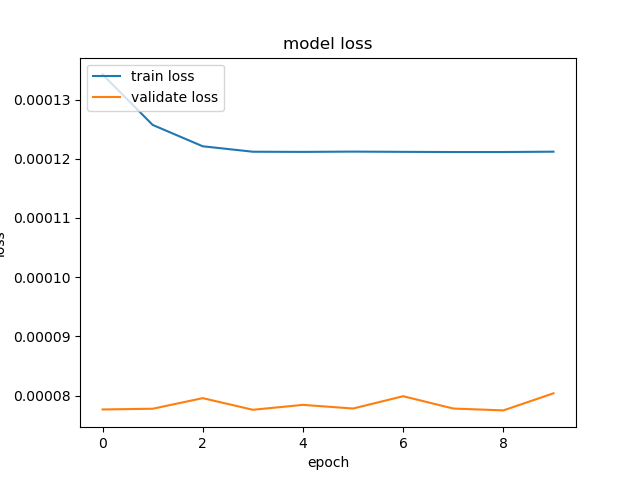 model loss
train loss
validate loss
0.00013
0.00012
0.00011
0.00010
0.00009
0.00008
loss
0 2 4 6 8
epoch